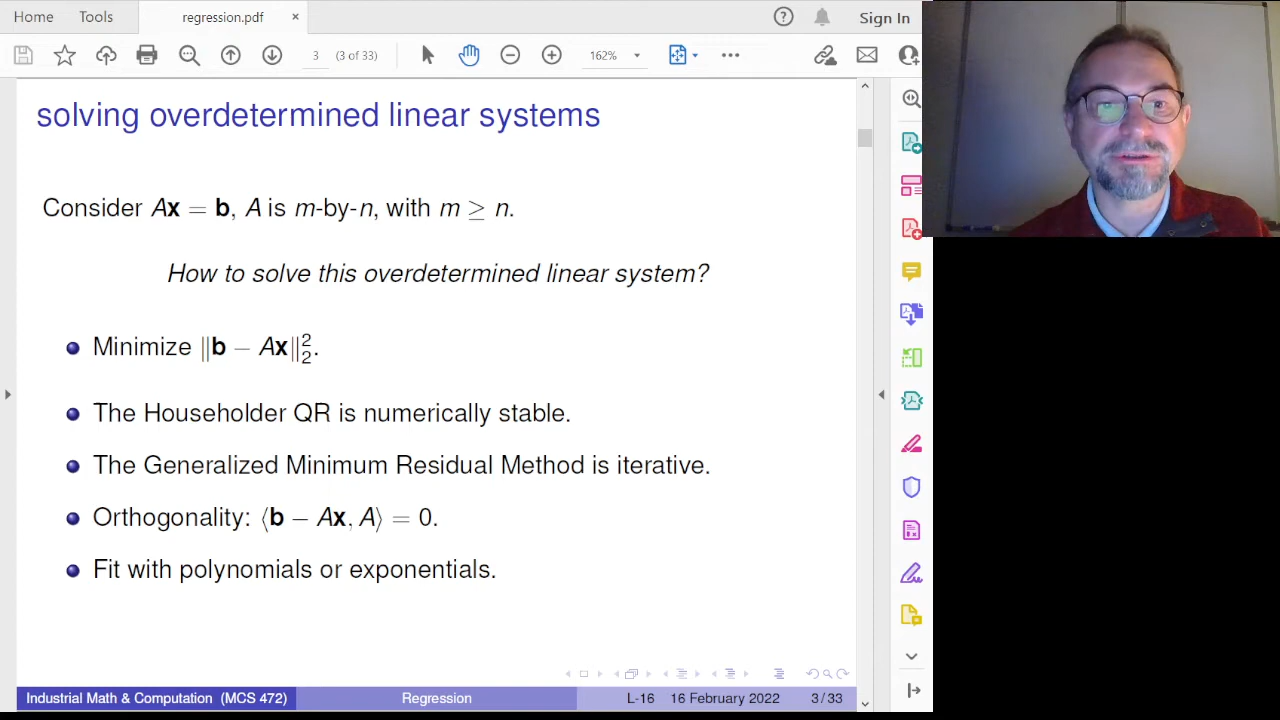 Home Tools regression.pdf × Sign In
3 (3 of 33) 162%
solving overdetermined linear systems
Consider Ax = b, A is m-by-n, with m ≥ n.
How to solve this overdetermined linear system?
Minimize ‖b − Ax‖₂².
The Householder QR is numerically stable.
The Generalized Minimum Residual Method is iterative.
Orthogonality: ⟨b − Ax, A⟩ = 0.
Fit with polynomials or exponentials.
Industrial Math & Computation (MCS 472) Regression L-16 16 February 2022 3 / 33